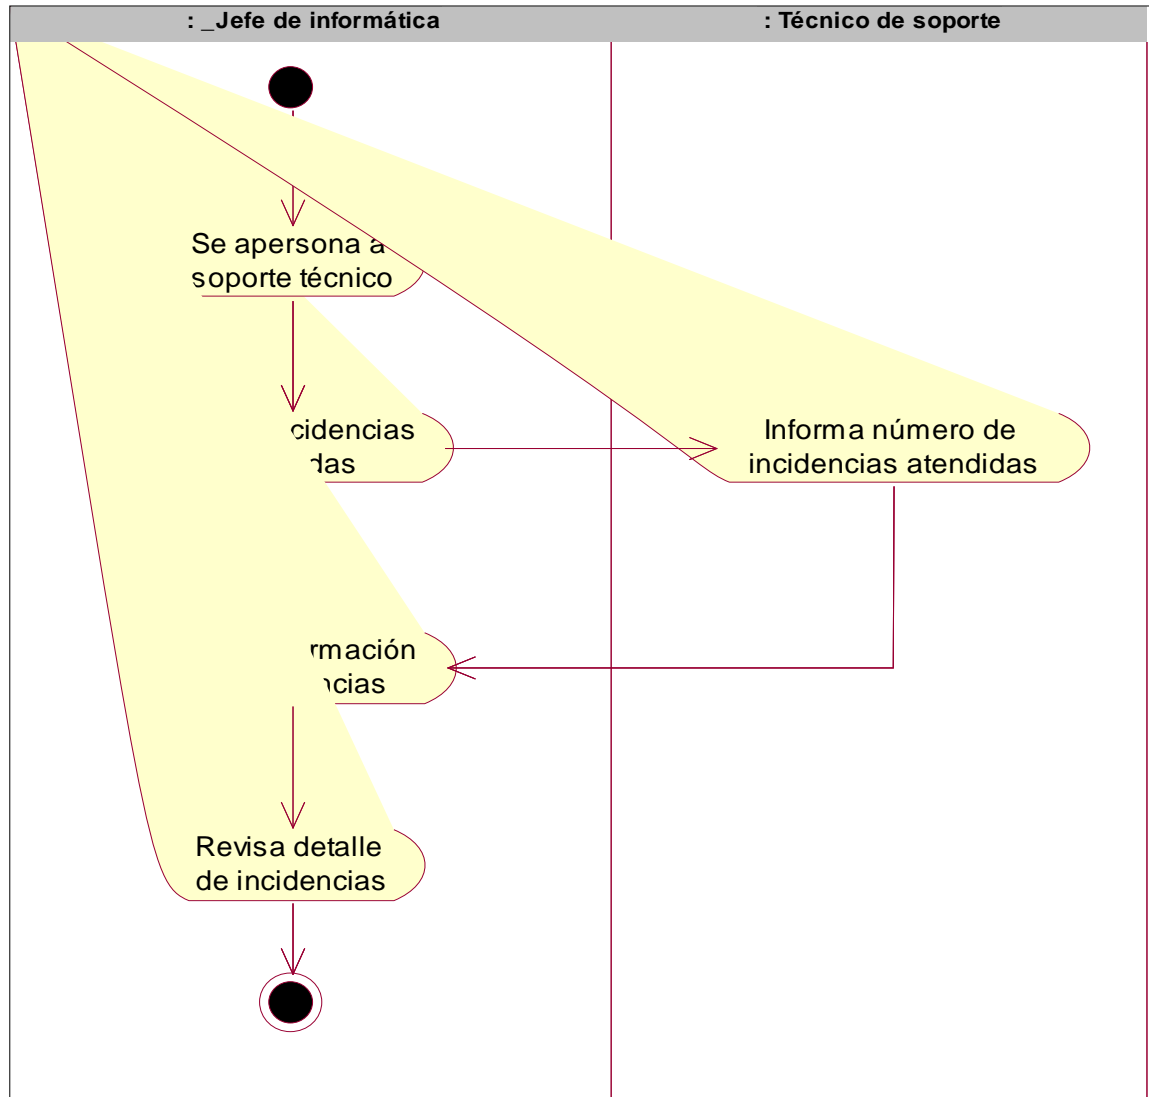 : _Jefe de informática
: Técnico de soporte
Se apersona a
soporte técnico
cidencias
das
Informa número de
incidencias atendidas
rmación
cias
Revisa detalle
de incidencias